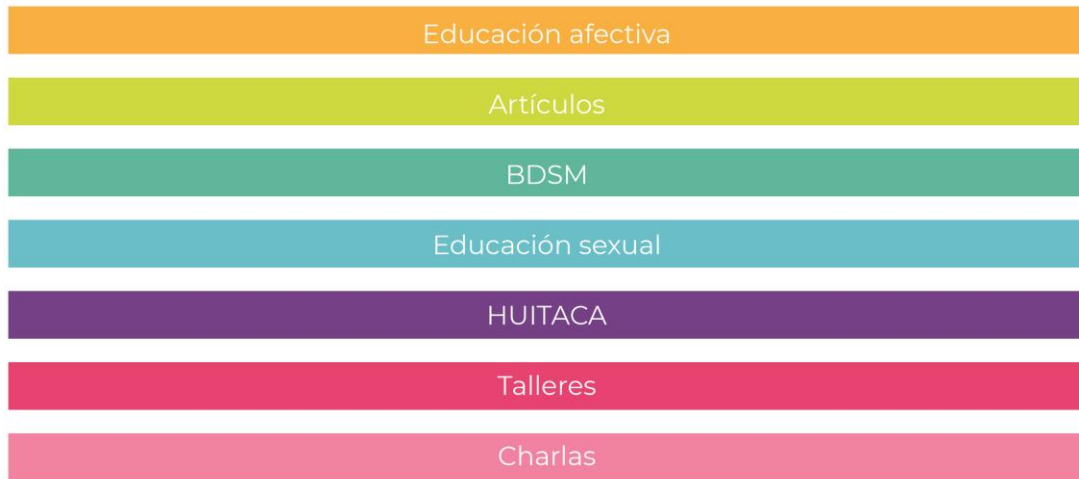 Educación afectiva
Artículos
BDSM
Educación sexual
HUITACA
Talleres
Charlas